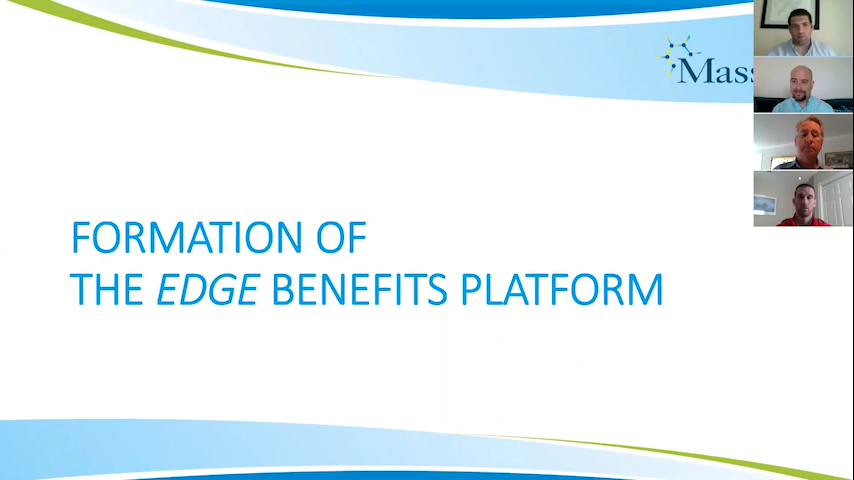 Mass
FORMATION OF
THE EDGE BENEFITS PLATFORM